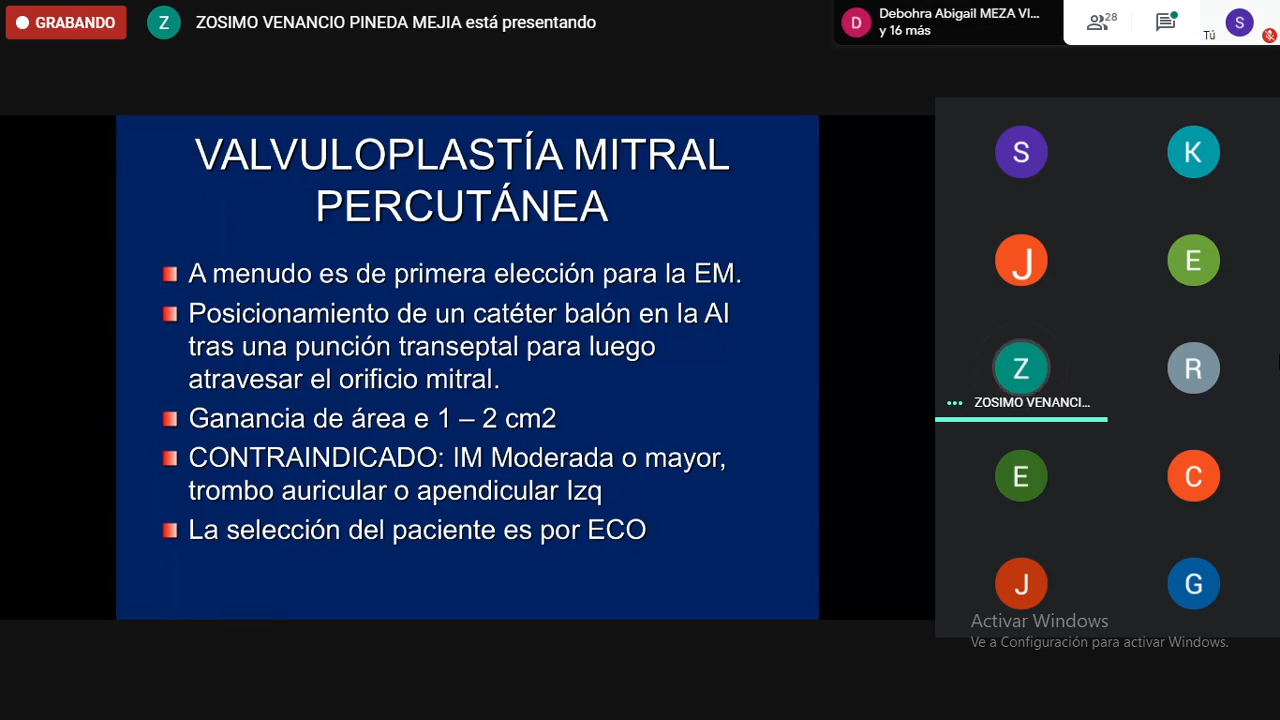 GRABANDO
Z
ZOSIMO VENANCIO PINEDA MEJIA está presentando
D
Debohra Abigail MEZA VI...
y 16 más
28
Tú
S
VALVULOPLASTÍA MITRAL
PERCUTÁNEA
A menudo es de primera elección para la EM.
Posicionamiento de un catéter balón en la AI
tras una punción transeptal para luego
atravesar el orificio mitral.
Ganancia de área e 1 – 2 cm2
CONTRAINDICADO: IM Moderada o mayor,
trombo auricular o apendicular Izq
La selección del paciente es por ECO
S
K
J
E
Z
ZOSIMO VENANCI...
R
E
C
J
G
Activar Windows
Ve a Configuración para activar Windows.